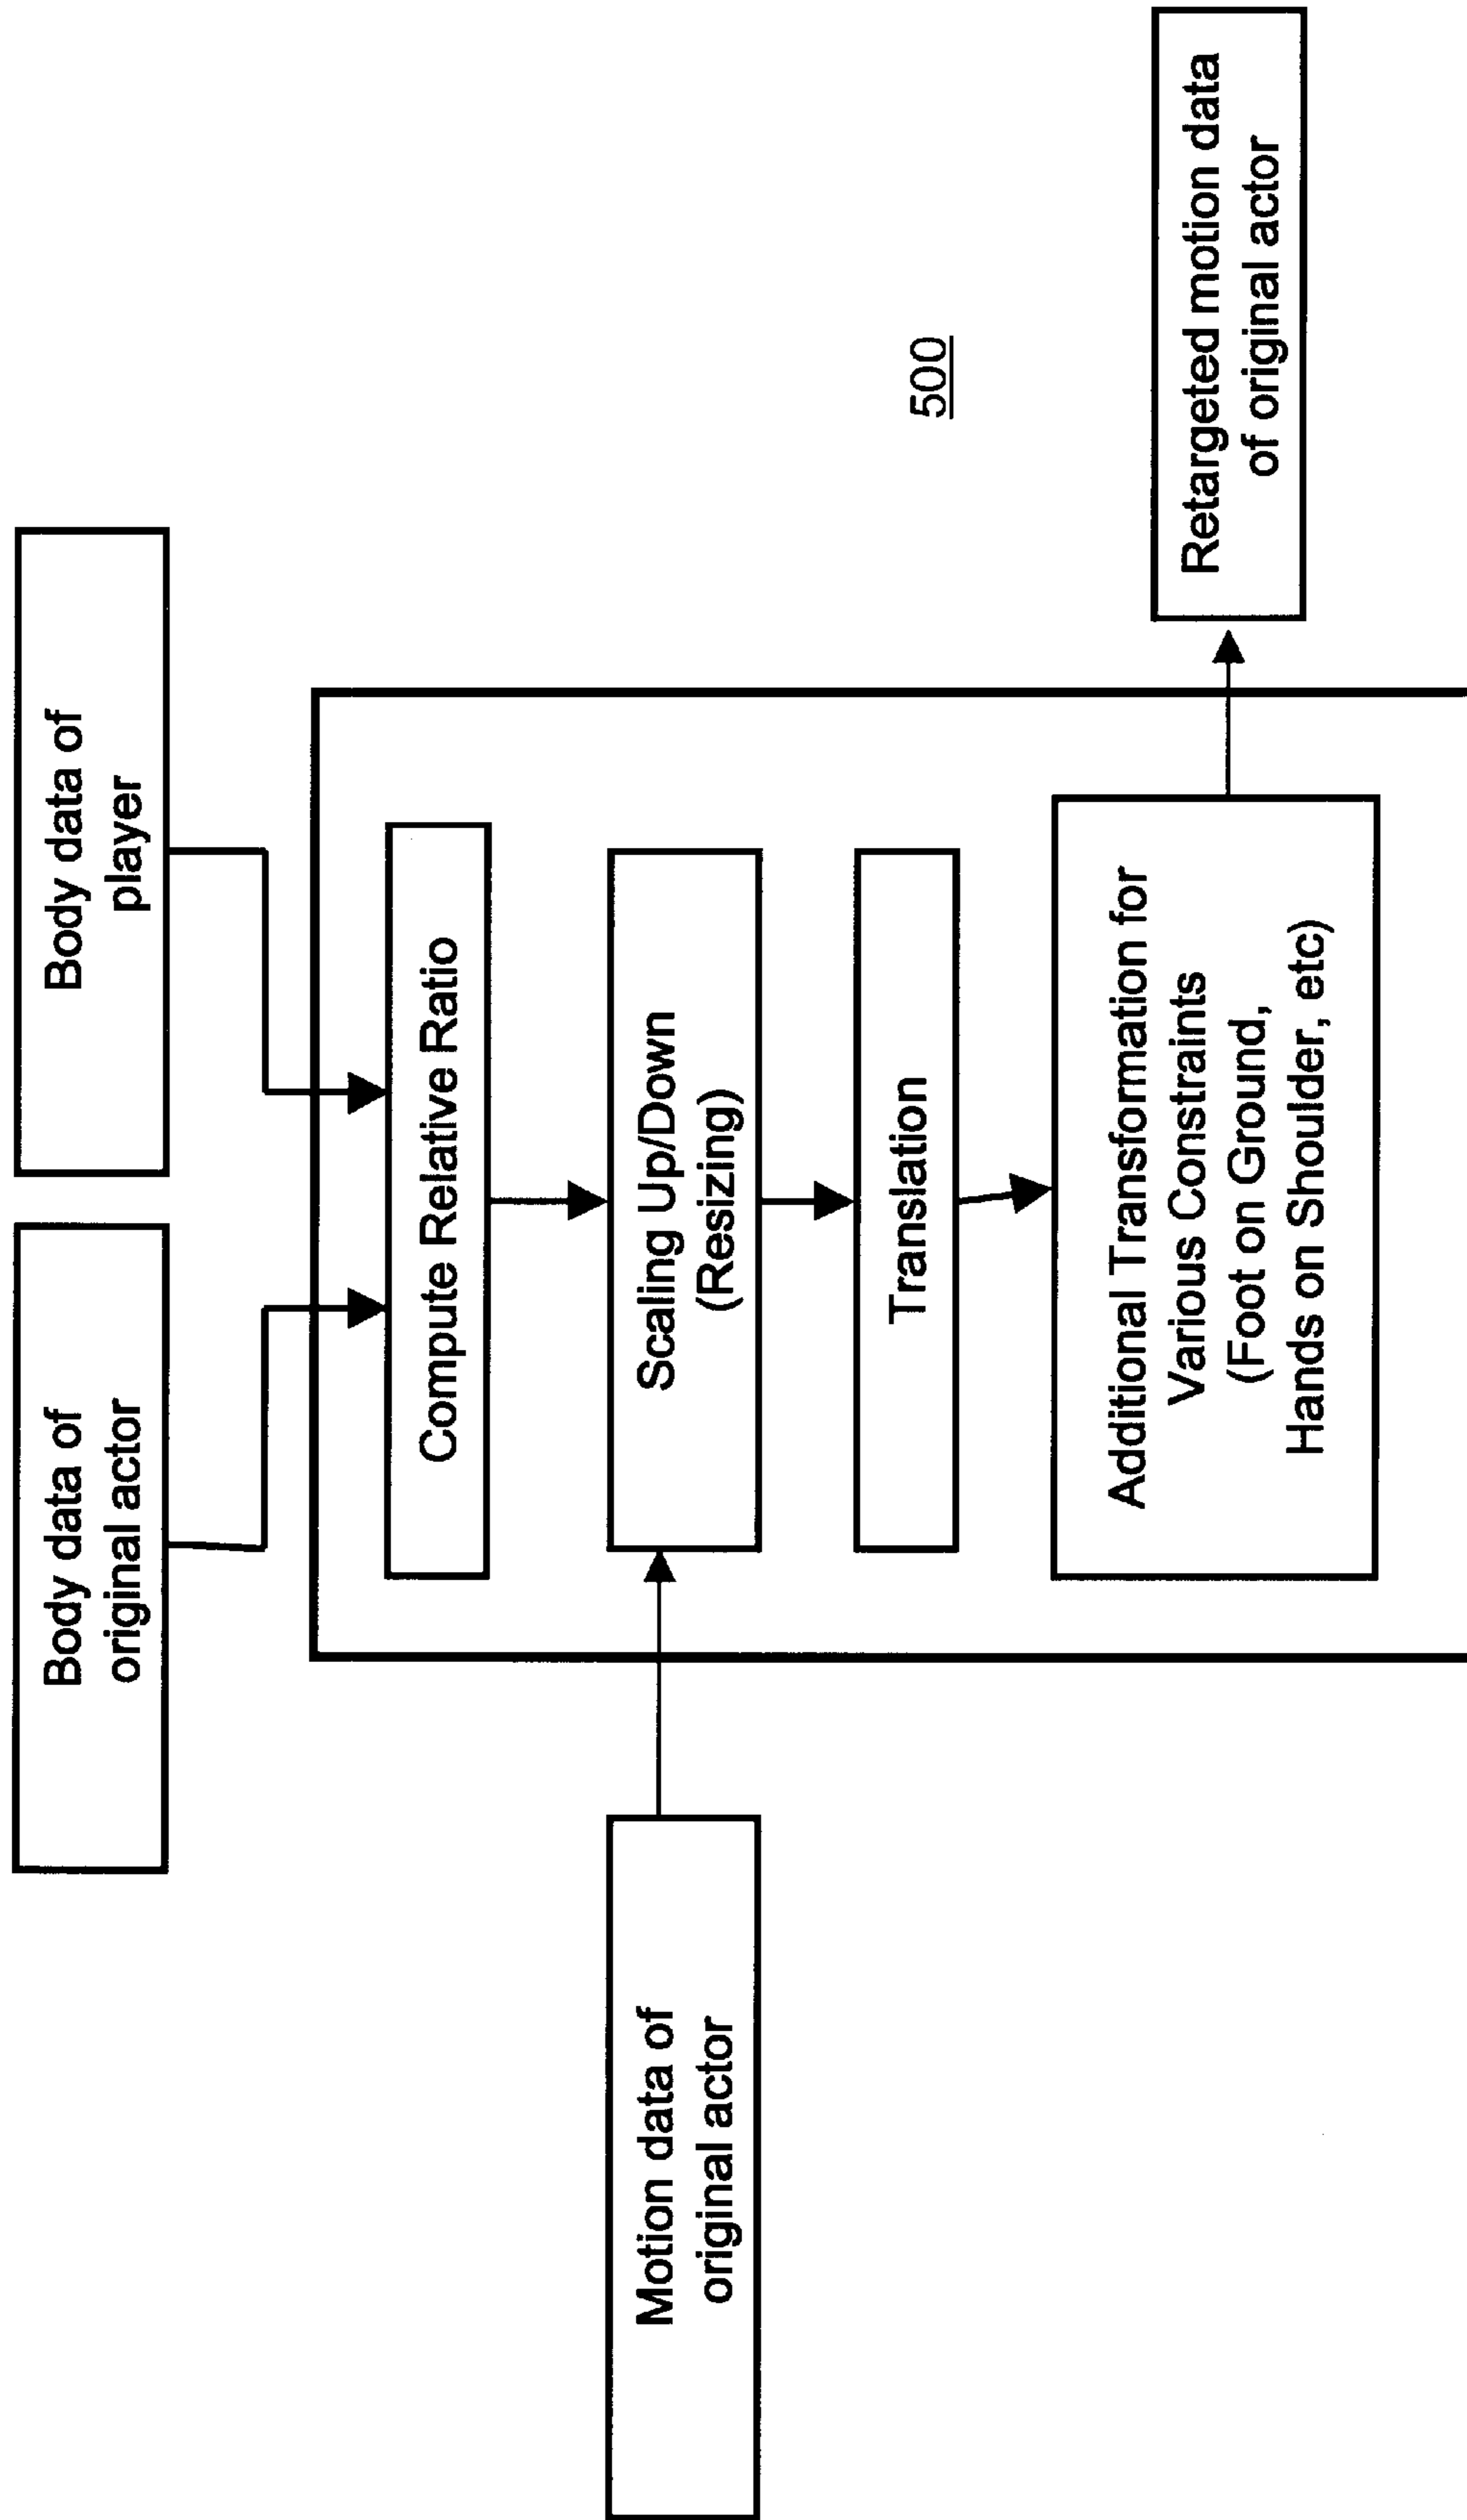 Body data of
original actor
Body data of
player
Compute Relative Ratio
Motion data of
original actor
Scaling Up/Down
(Resizing)
Translation
Additional Transformation for
Various Constraints
(Foot on Ground,
Hands on Shoulder, etc)
500
Retargeted motion data
of original actor